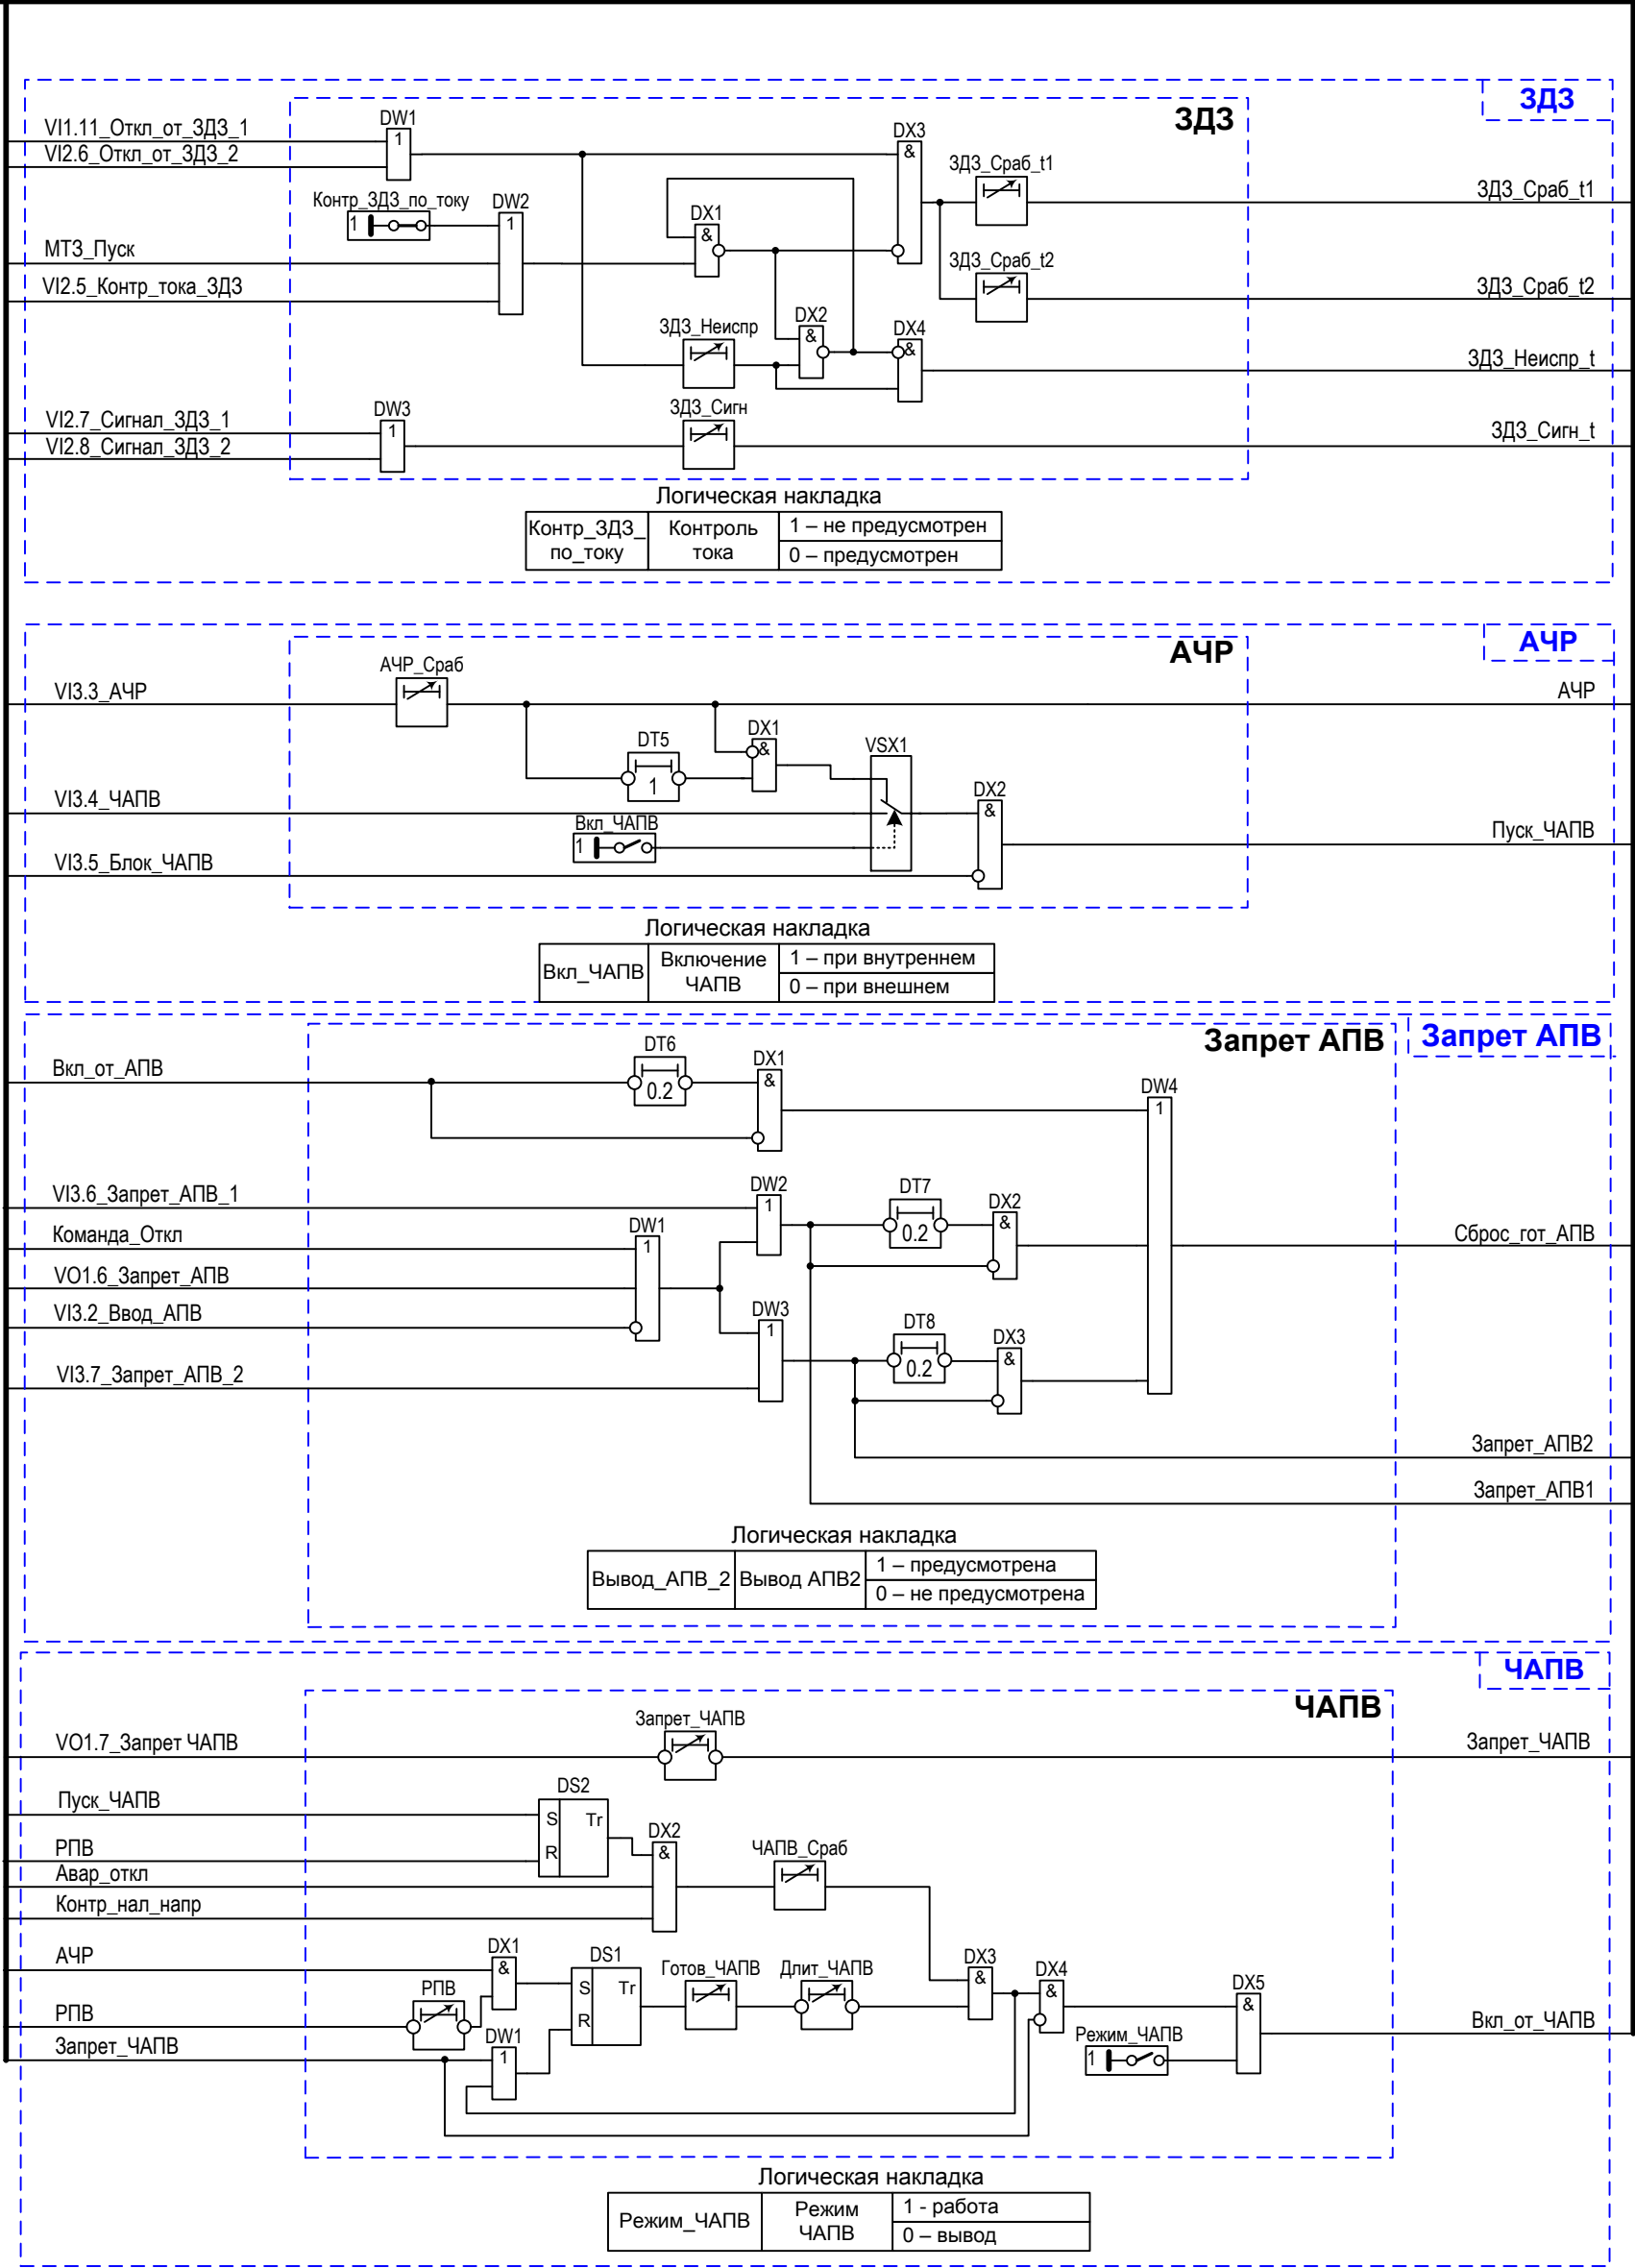 ЗДЗ
ЗДЗ
VI1.11_Откл_от_ЗДЗ_1
VI2.6_Откл_от_ЗДЗ_2
DW1
1
DX3
&
ЗДЗ_Сраб_t1
ЗДЗ_Сраб_t1
Контр_ЗДЗ_по_току
1
DW2
1
DX1
&
МТЗ_Пуск
VI2.5_Контр_тока_ЗДЗ
ЗДЗ_Сраб_t2
ЗДЗ_Сраб_t2
ЗДЗ_Неиспр
DX2
&
DX4
&
ЗДЗ_Неиспр_t
VI2.7_Сигнал_ЗДЗ_1
VI2.8_Сигнал_ЗДЗ_2
DW3
1
ЗДЗ_Сигн
ЗДЗ_Сигн_t
Логическая накладка
Контр_ЗДЗ_
по_току
Контроль
тока
1 – не предусмотрен
0 – предусмотрен
АЧР
АЧР
АЧР_Сраб
VI3.3_АЧР
АЧР
DT5
1
DX1
&
VSX1
VI3.4_ЧАПВ
DX2
&
Вкл_ЧАПВ
1
Пуск_ЧАПВ
VI3.5_Блок_ЧАПВ
Логическая накладка
Вкл_ЧАПВ
Включение
ЧАПВ
1 – при внутреннем
0 – при внешнем
Запрет АПВ
Запрет АПВ
Вкл_от_АПВ
DT6
0.2
DX1
&
DW4
1
VI3.6_Запрет_АПВ_1
DW2
1
DT7
0.2
DX2
&
Команда_Откл
DW1
1
Сброс_гот_АПВ
VO1.6_Запрет_АПВ
VI3.2_Ввод_АПВ
DW3
1
DT8
0.2
DX3
&
VI3.7_Запрет_АПВ_2
Запрет_АПВ2
Запрет_АПВ1
Логическая накладка
Вывод_АПВ_2
Вывод АПВ2
1 – предусмотрена
0 – не предусмотрена
ЧАПВ
ЧАПВ
VO1.7_Запрет ЧАПВ
Запрет_ЧАПВ
Запрет_ЧАПВ
Пуск_ЧАПВ
DS2
S
Tr
R
РПВ
DX2
&
ЧАПВ_Сраб
Авар_откл
Контр_нал_напр
АЧР
DX1
&
DS1
S
Tr
R
Готов_ЧАПВ
Длит_ЧАПВ
DX3
&
DX4
&
DX5
&
РПВ
РПВ
Вкл_от_ЧАПВ
Запрет_ЧАПВ
DW1
1
Режим_ЧАПВ
1
Логическая накладка
Режим_ЧАПВ
Режим
ЧАПВ
1 - работа
0 – вывод